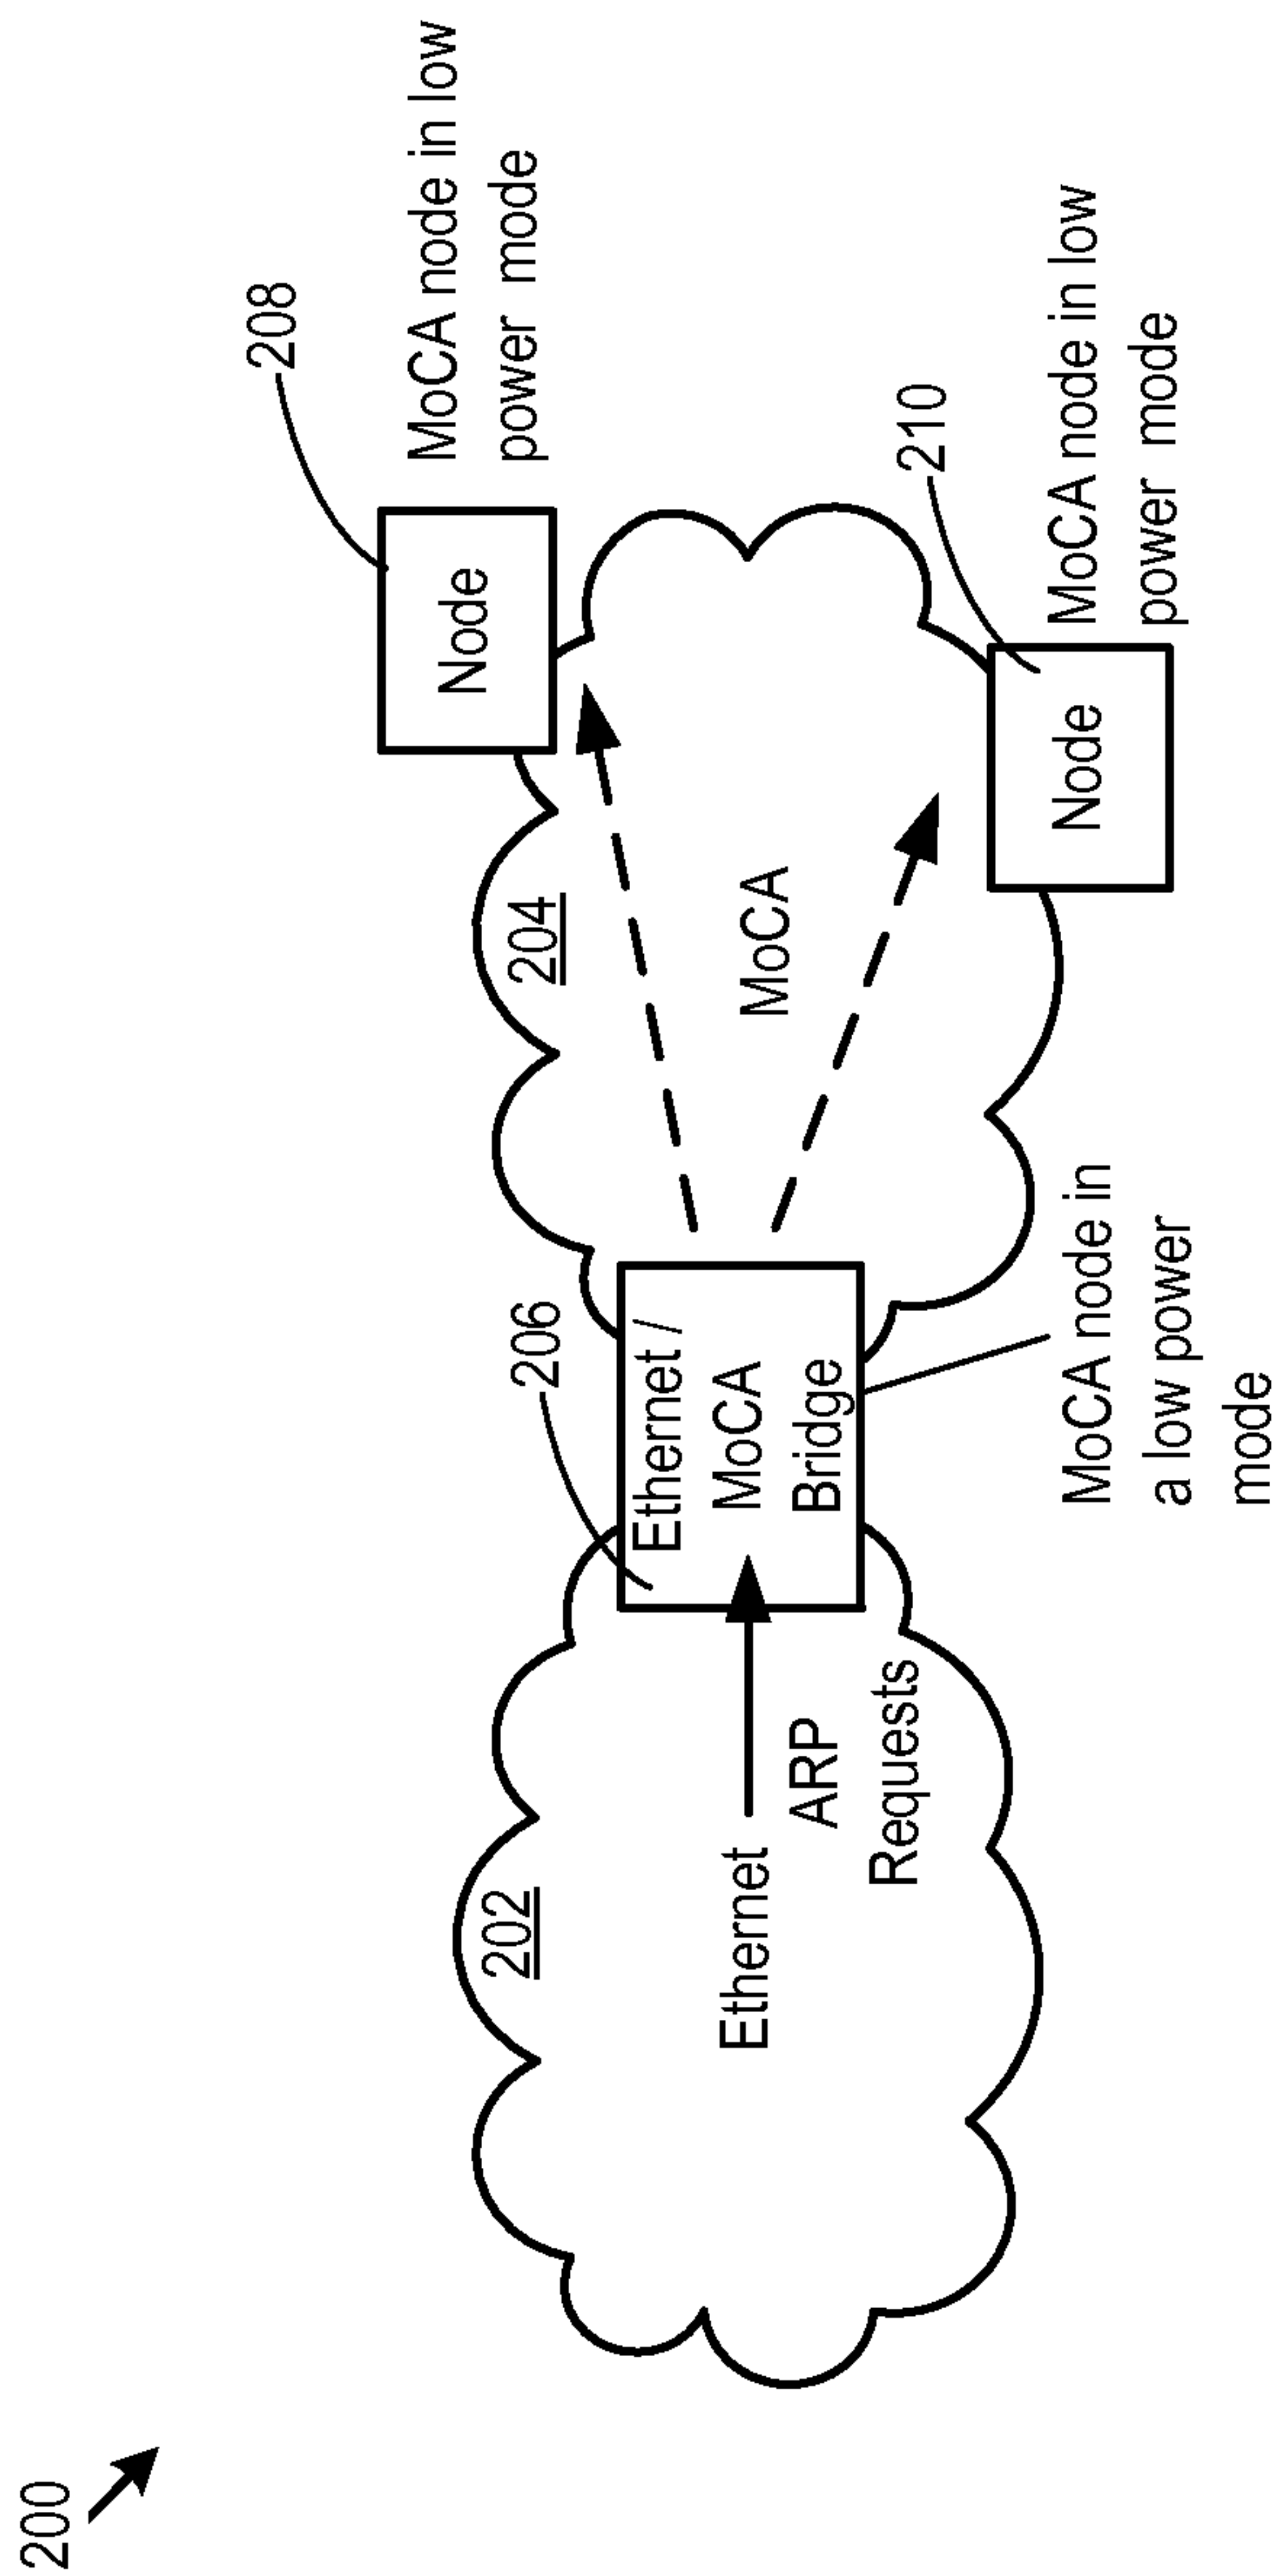 200
202
Ethernet
ARP
Requests
206
Ethernet /
MoCA
Bridge
MoCA node in
a low power
mode
204
MoCA
208
Node
MoCA node in low
power mode
210
Node
MoCA node in low
power mode